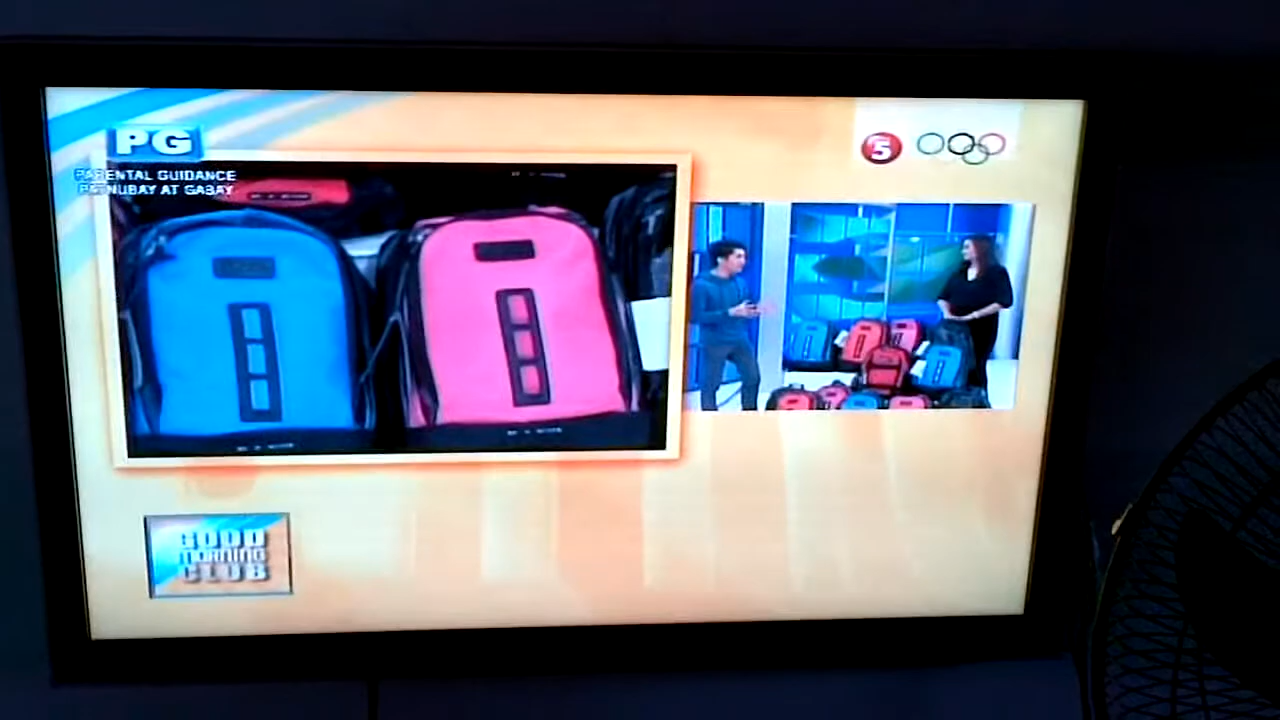 PG
PARENTAL GUIDANCE
PATNUBAY AT GABAY
5
GOOD
MORNING
CLUB